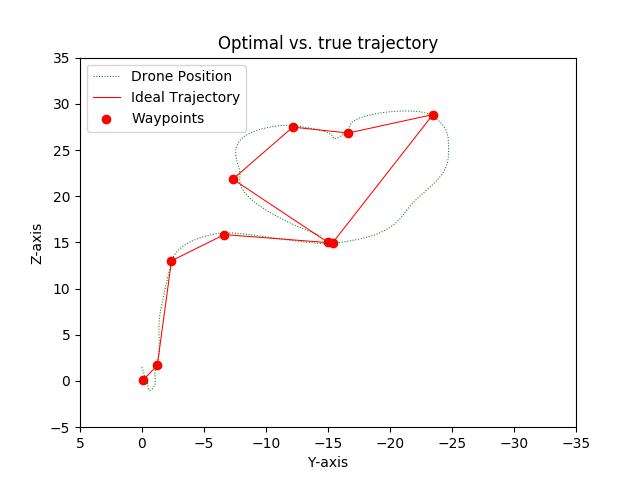 Optimal vs. true trajectory
Drone Position
Ideal Trajectory
Waypoints
35
30
25
20
15
10
5
0
−5
Z-axis
5 0 −5 −10 −15 −20 −25 −30 −35
Y-axis